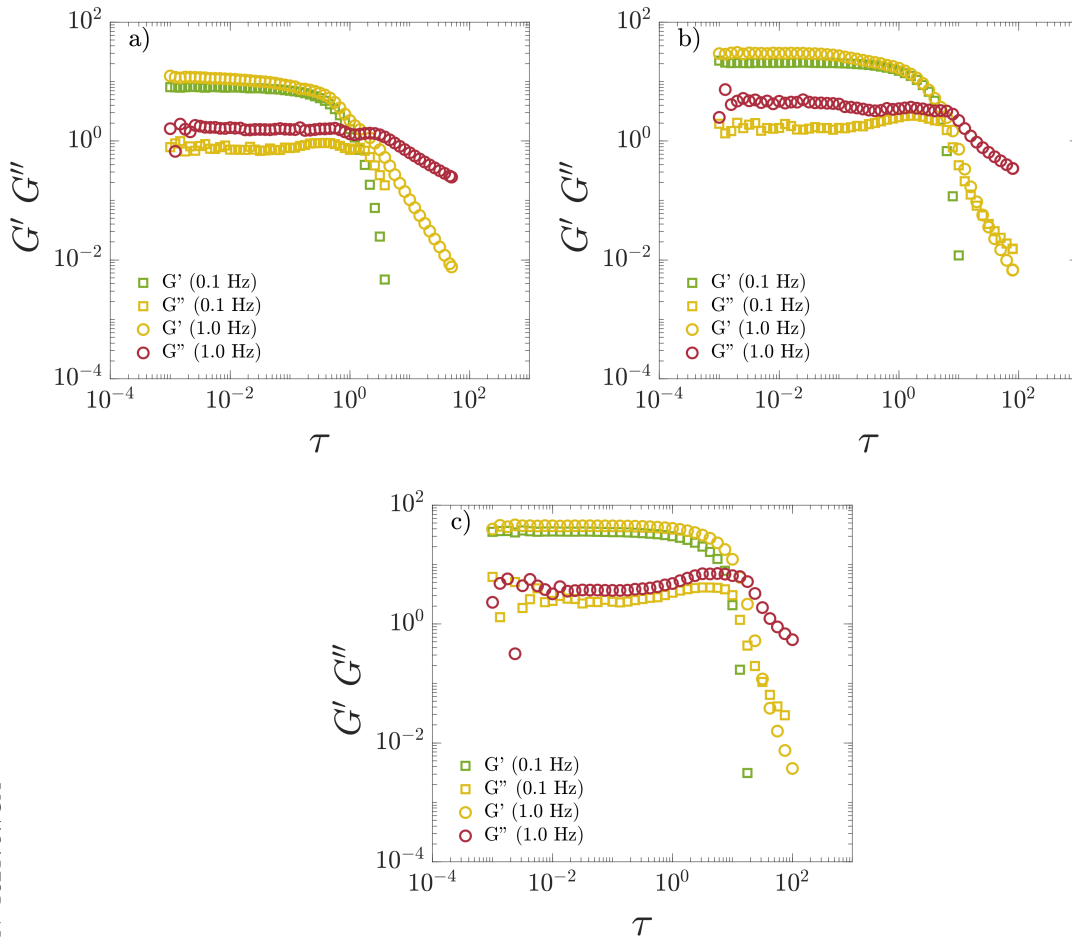 a)
G' G''
10^2
10^0
10^-2
10^-4
G' (0.1 Hz)
G'' (0.1 Hz)
G' (1.0 Hz)
G'' (1.0 Hz)
10^-4 10^-2 10^0 10^2
τ
b)
G' G''
10^2
10^0
10^-2
10^-4
G' (0.1 Hz)
G'' (0.1 Hz)
G' (1.0 Hz)
G'' (1.0 Hz)
10^-4 10^-2 10^0 10^2
τ
c)
G' G''
10^2
10^0
10^-2
10^-4
G' (0.1 Hz)
G'' (0.1 Hz)
G' (1.0 Hz)
G'' (1.0 Hz)
10^-4 10^-2 10^0 10^2
τ